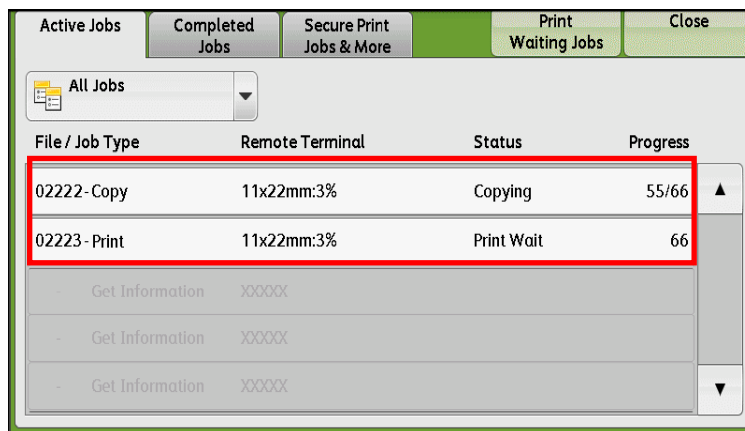 Active Jobs
Completed
Jobs
Secure Print
Jobs & More
Print
Waiting Jobs
Close
All Jobs
File / Job Type Remote Terminal Status Progress
02222 - Copy 11x22mm:3% Copying 55/66
02223 - Print 11x22mm:3% Print Wait 66
- Get Information XXXXX
- Get Information XXXXX
- Get Information XXXXX